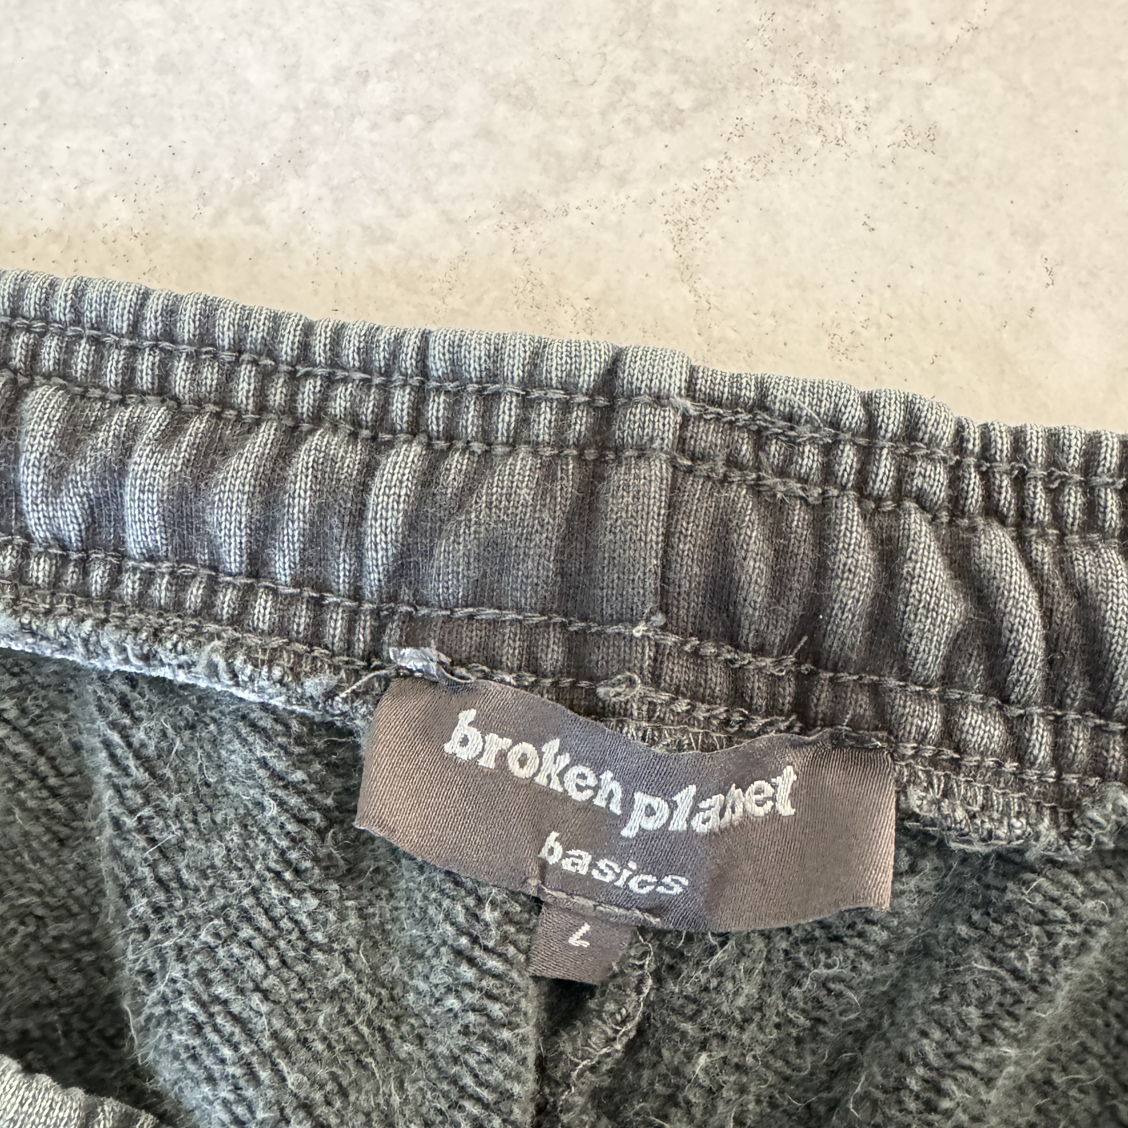 broken planet
basics
L